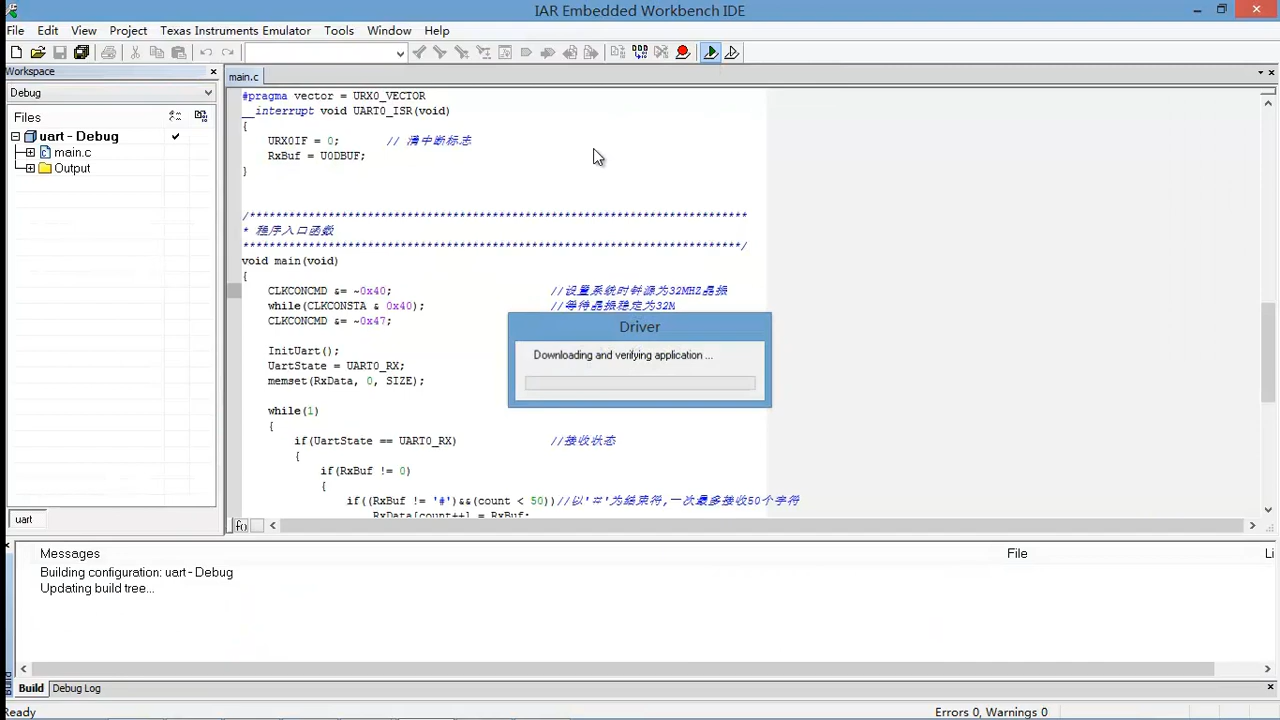 IAR Embedded Workbench IDE
File Edit View Project Texas Instruments Emulator Tools Window Help
Workspace
main.c
Debug
Files
uart - Debug
main.c
Output
uart
#pragma vector = URX0_VECTOR
__interrupt void UART0_ISR(void)
{
URX0IF = 0; // 清中断标志
RxBuf = U0DBUF;
}
/***************************************************************************
* 程序入口函数
***************************************************************************/
void main(void)
{
CLKCONCMD &= ~0x40; //设置系统时钟源为32MHZ晶振
while(CLKCONSTA & 0x40); //等待晶振稳定为32M
CLKCONCMD &= ~0x47;
InitUart();
UartState = UART0_RX;
memset(RxData, 0, SIZE);
while(1)
{
if(UartState == UART0_RX) //接收状态
{
if(RxBuf != 0)
{
if((RxBuf != '#')&&(count < 50))//以'#'为结束符,一次最多接收50个字符
RxData[count++] = RxBuf;
Driver
Downloading and verifying application ...
Messages File Li
Building configuration: uart - Debug
Updating build tree...
Build
Build Debug Log
Ready Errors 0, Warnings 0